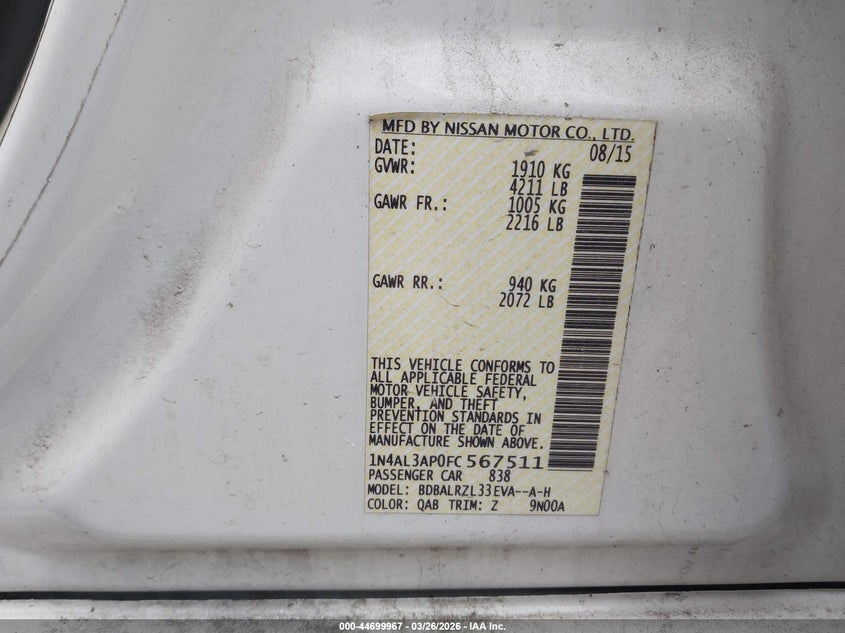 MFD BY NISSAN MOTOR CO., LTD.
DATE: 08/15
GVWR: 1910 KG
4211 LB
GAWR FR.: 1005 KG
2216 LB
GAWR RR.: 940 KG
2072 LB
THIS VEHICLE CONFORMS TO
ALL APPLICABLE FEDERAL
MOTOR VEHICLE SAFETY,
BUMPER, AND THEFT
PREVENTION STANDARDS IN
EFFECT ON THE DATE OF
MANUFACTURE SHOWN ABOVE.
1N4AL3AP0FC567511
PASSENGER CAR 838
MODEL: BDBALRZL33EVA--A-H
COLOR: QAB TRIM: Z 9N00A
000-44699967 - 03/26/2026 - IAA Inc.